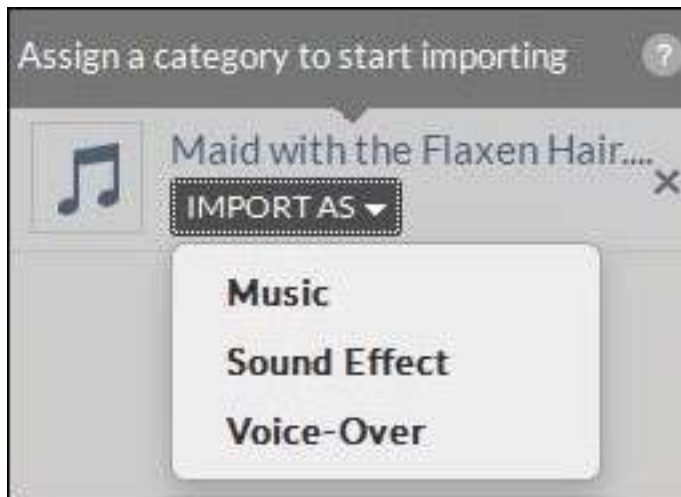 Assign a category to start importing ?
Maid with the Flaxen Hair....
IMPORT AS
Music
Sound Effect
Voice-Over